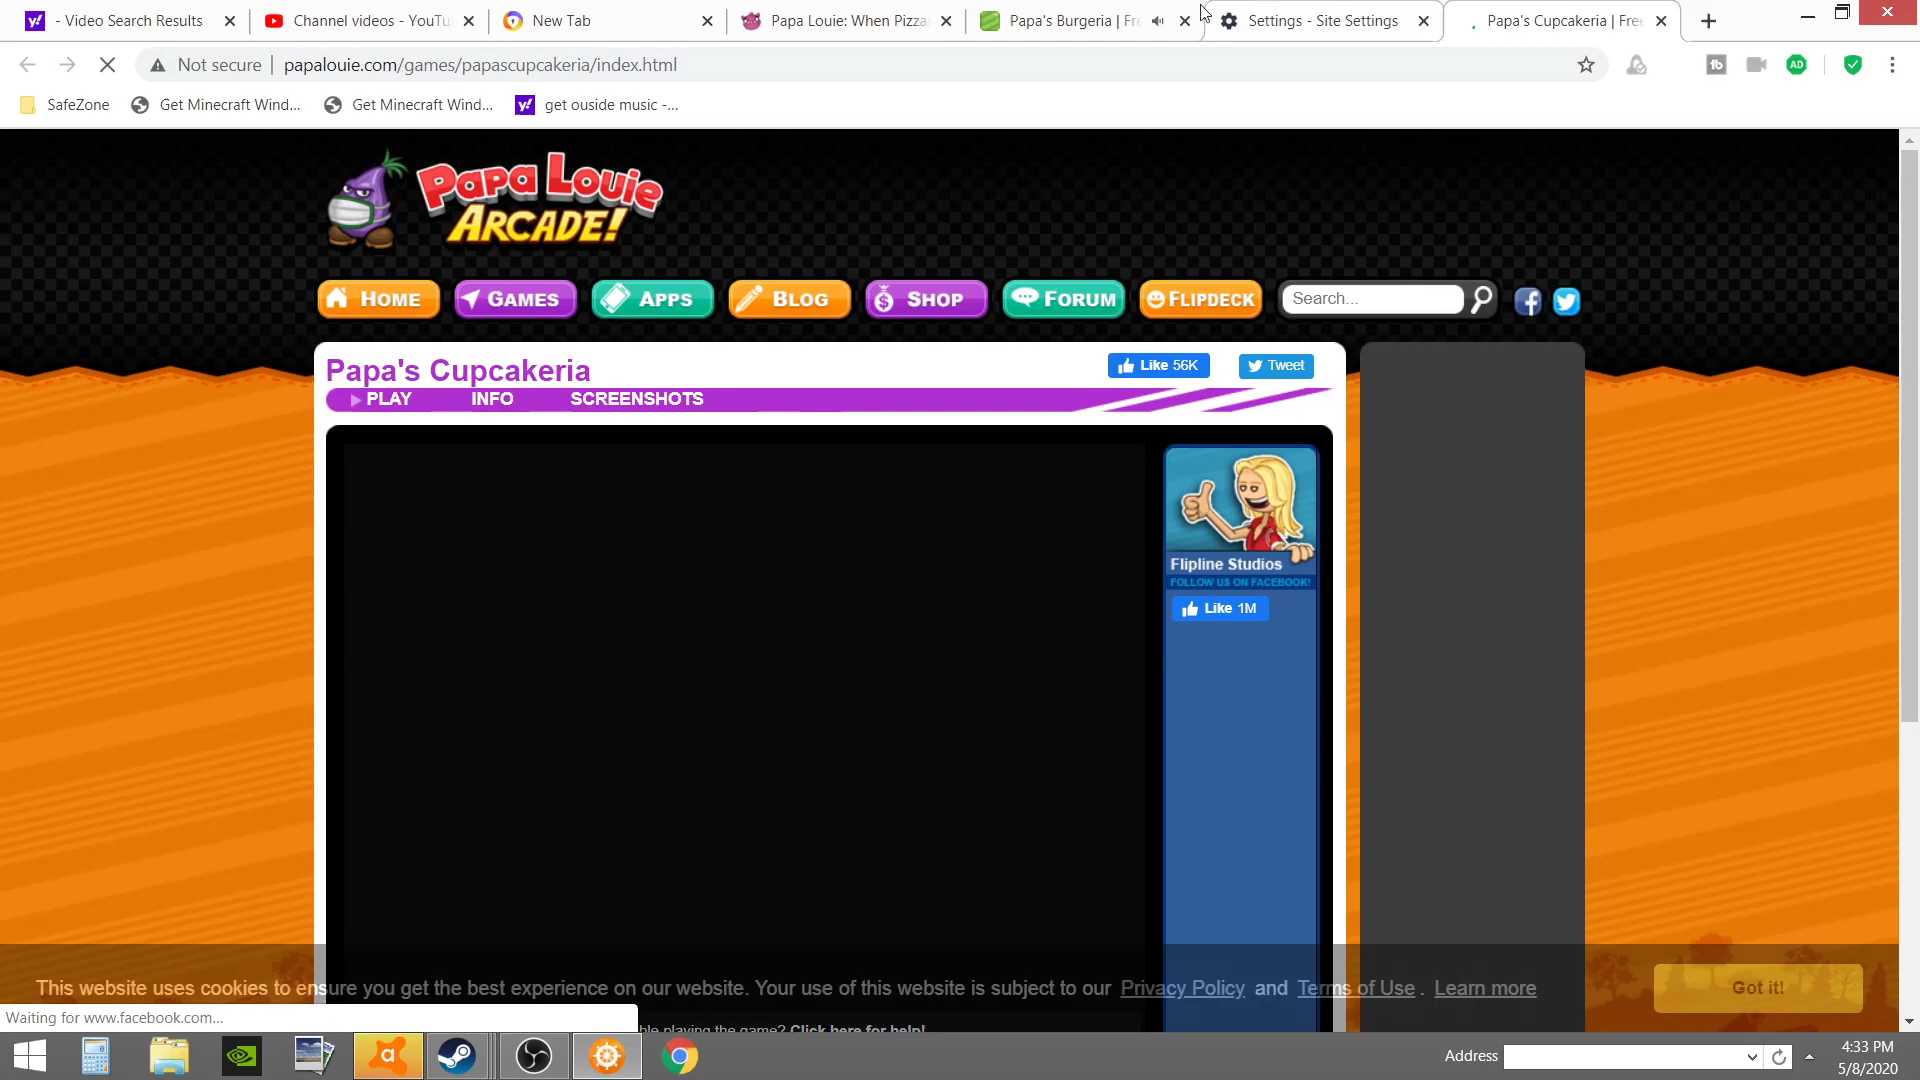 - Video Search Results
Channel videos - YouTu
New Tab
Papa Louie: When Pizza
Papa's Burgeria | Fre
Settings - Site Settings
Papa's Cupcakeria | Free
Not secure | papalouie.com/games/papascupcakeria/index.html
SafeZone
Get Minecraft Wind...
Get Minecraft Wind...
get ouside music -...
Papa Louie
ARCADE!
HOME
GAMES
APPS
BLOG
SHOP
FORUM
FLIPDECK
Search...
Papa's Cupcakeria
Like 56K
Tweet
PLAY
INFO
SCREENSHOTS
Flipline Studios
FOLLOW US ON FACEBOOK!
Like 1M
This website uses cookies to ensure you get the best experience on our website. Your use of this website is subject to our Privacy Policy and Terms of Use . Learn more
Got it!
Waiting for www.facebook.com...
playing the game? Click here for help!
Address
4:33 PM
5/8/2020